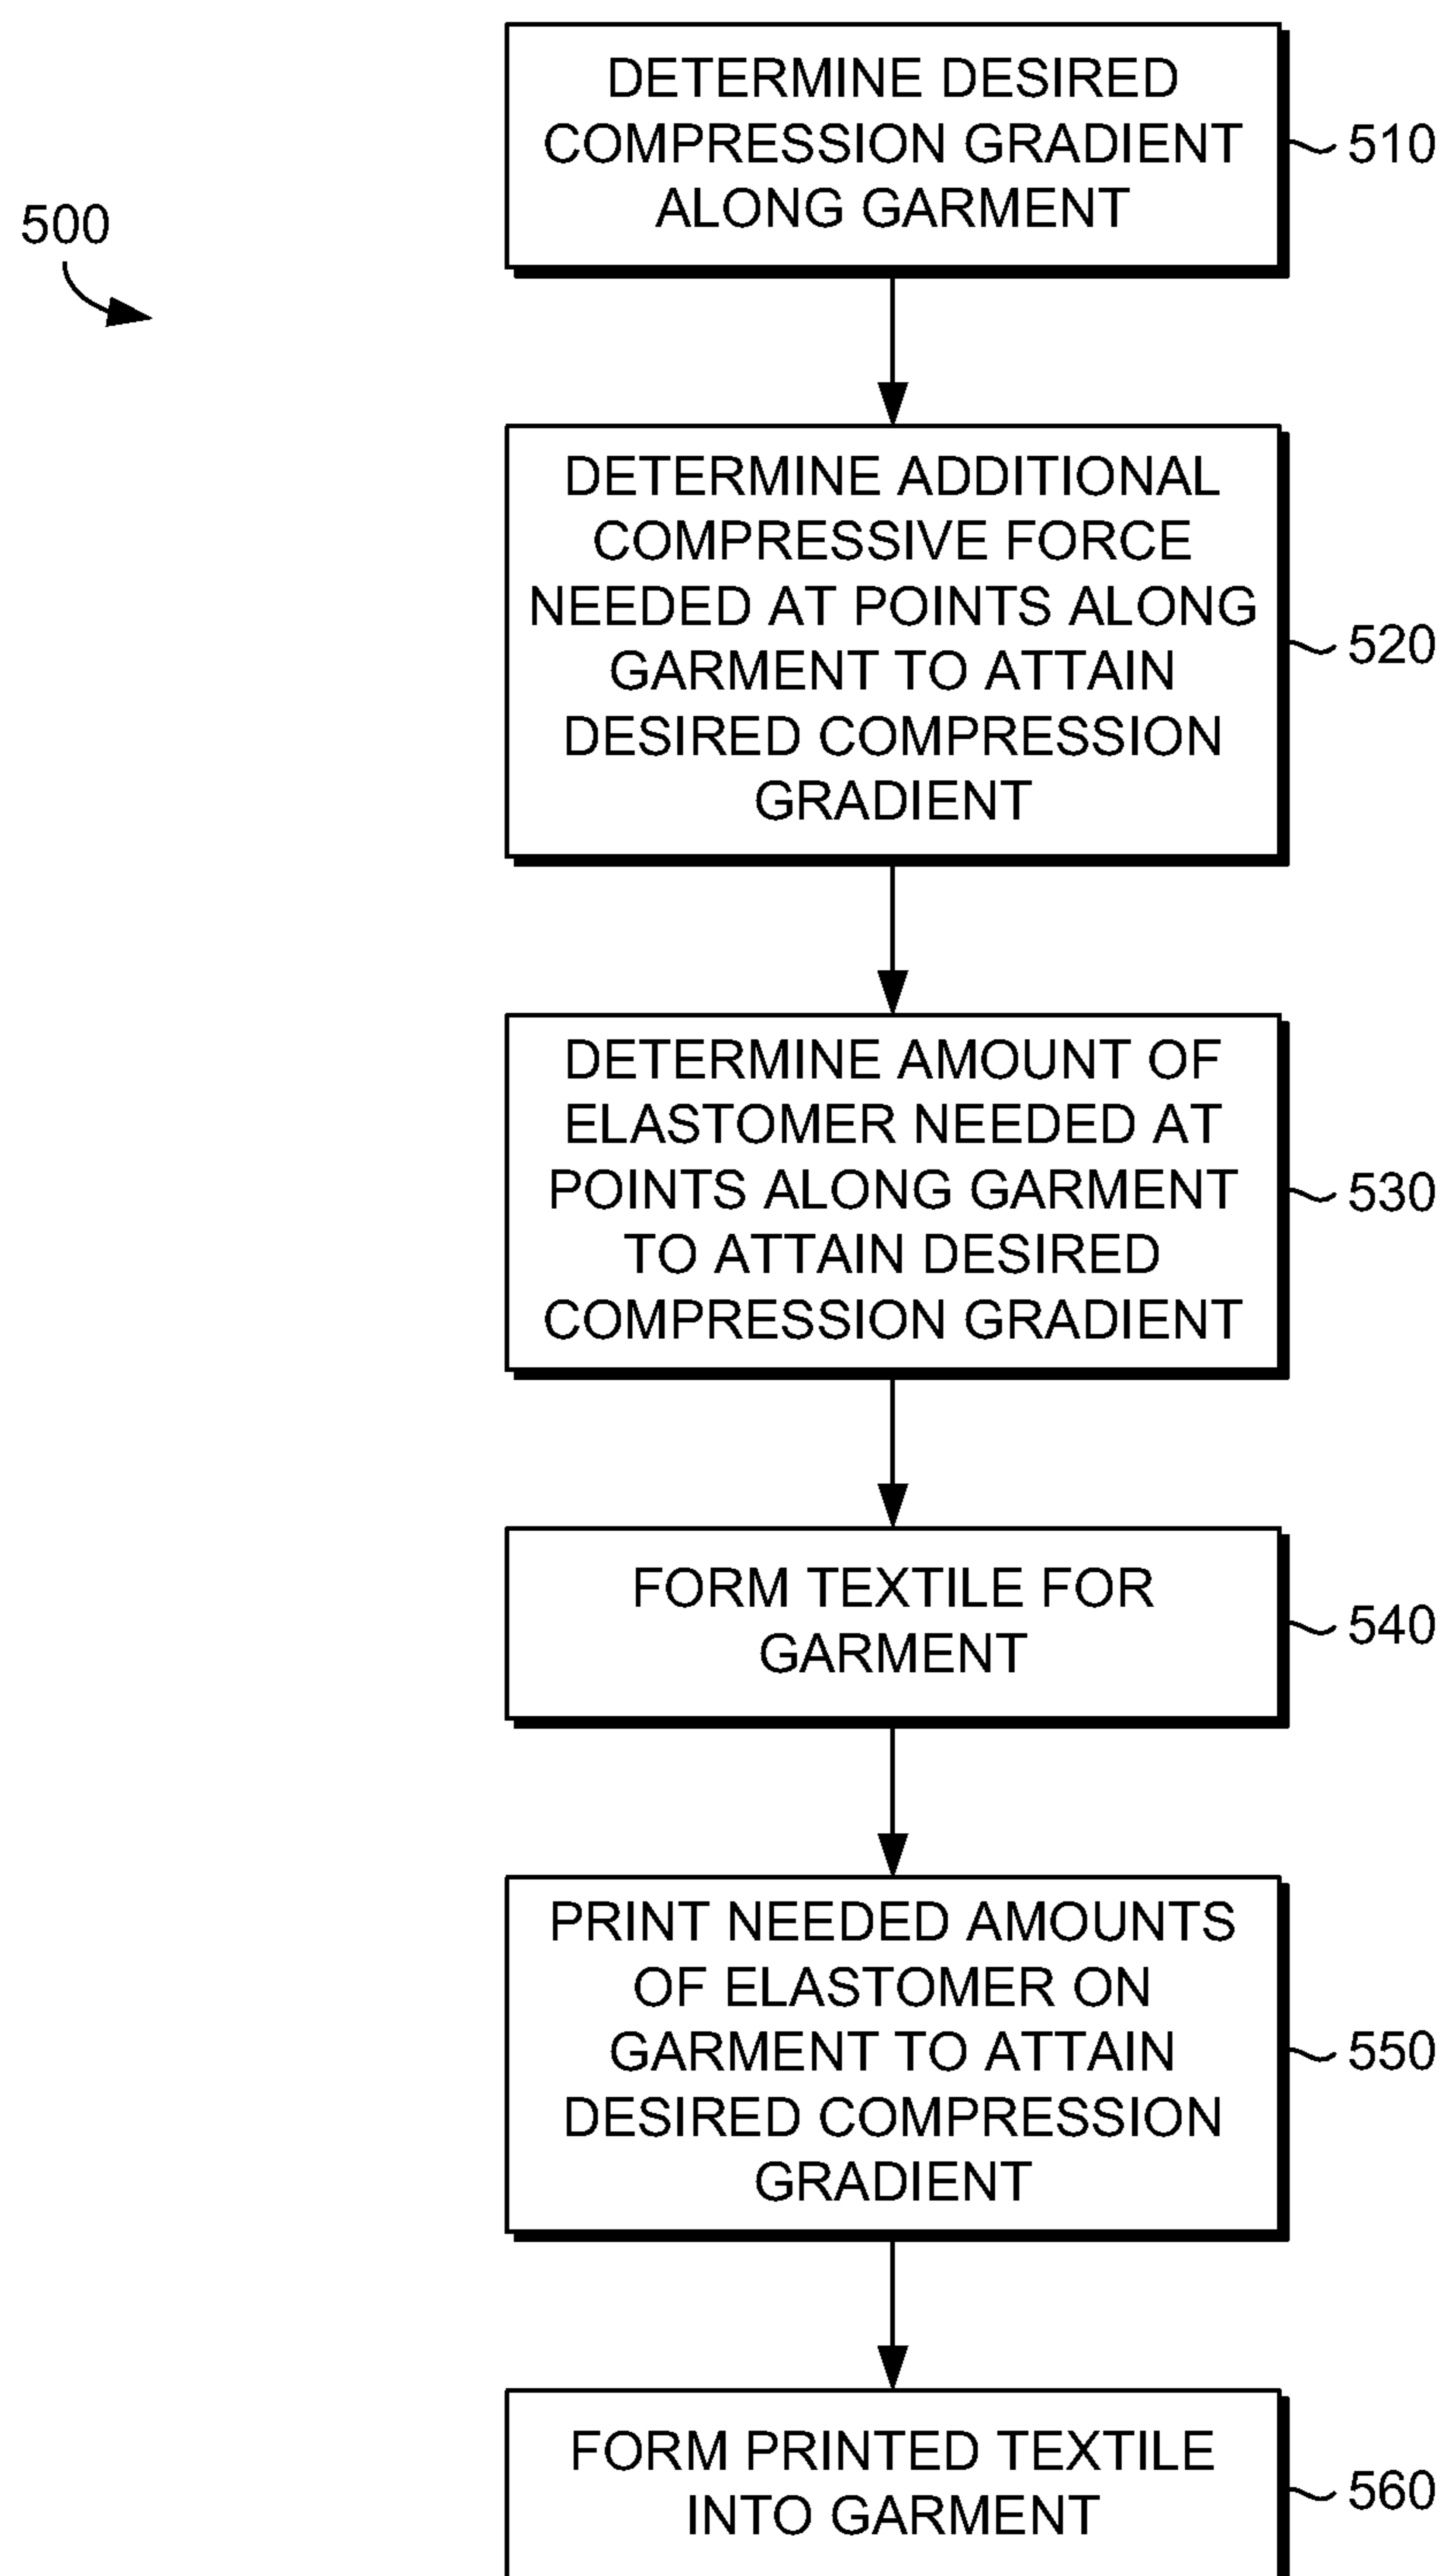 500
DETERMINE DESIRED
COMPRESSION GRADIENT
ALONG GARMENT
510
DETERMINE ADDITIONAL
COMPRESSIVE FORCE
NEEDED AT POINTS ALONG
GARMENT TO ATTAIN
DESIRED COMPRESSION
GRADIENT
520
DETERMINE AMOUNT OF
ELASTOMER NEEDED AT
POINTS ALONG GARMENT
TO ATTAIN DESIRED
COMPRESSION GRADIENT
530
FORM TEXTILE FOR
GARMENT
540
PRINT NEEDED AMOUNTS
OF ELASTOMER ON
GARMENT TO ATTAIN
DESIRED COMPRESSION
GRADIENT
550
FORM PRINTED TEXTILE
INTO GARMENT
560